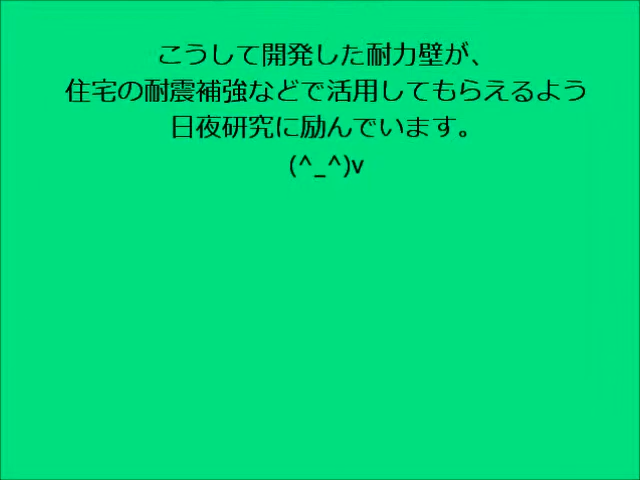 こうして開発した耐力壁が、
住宅の耐震補強などで活用してもらえるよう
日夜研究に励んでいます。
(^_^)v